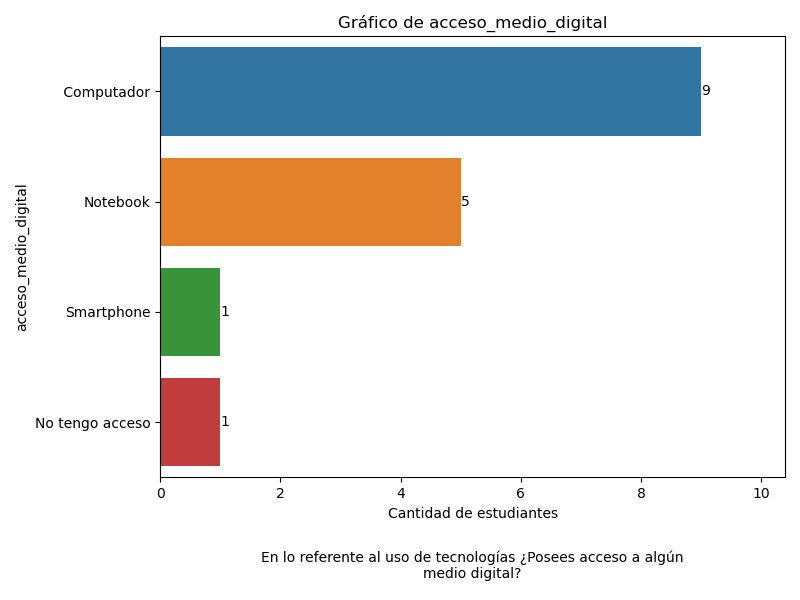 Gráfico de acceso_medio_digital
acceso_medio_digital
Computador
9
Notebook
5
Smartphone
1
No tengo acceso
1
0 2 4 6 8 10
Cantidad de estudiantes
En lo referente al uso de tecnologías ¿Posees acceso a algún
medio digital?